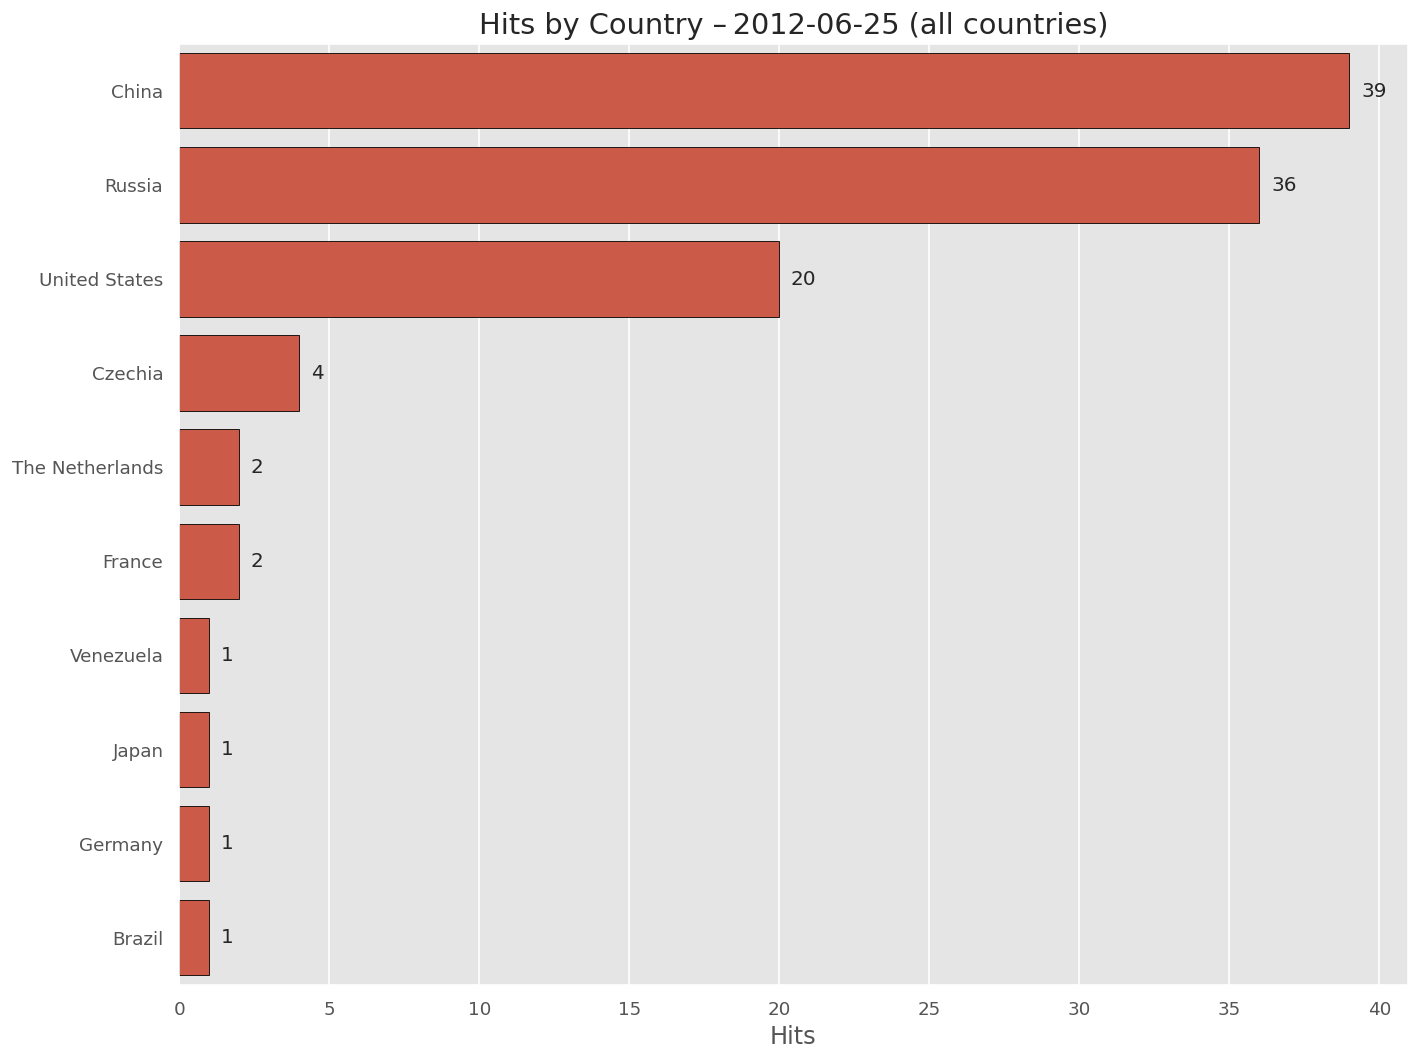 Hits by Country – 2012-06-25 (all countries)
China 39
Russia 36
United States 20
Czechia 4
The Netherlands 2
France 2
Venezuela 1
Japan 1
Germany 1
Brazil 1
0 5 10 15 20 25 30 35 40
Hits